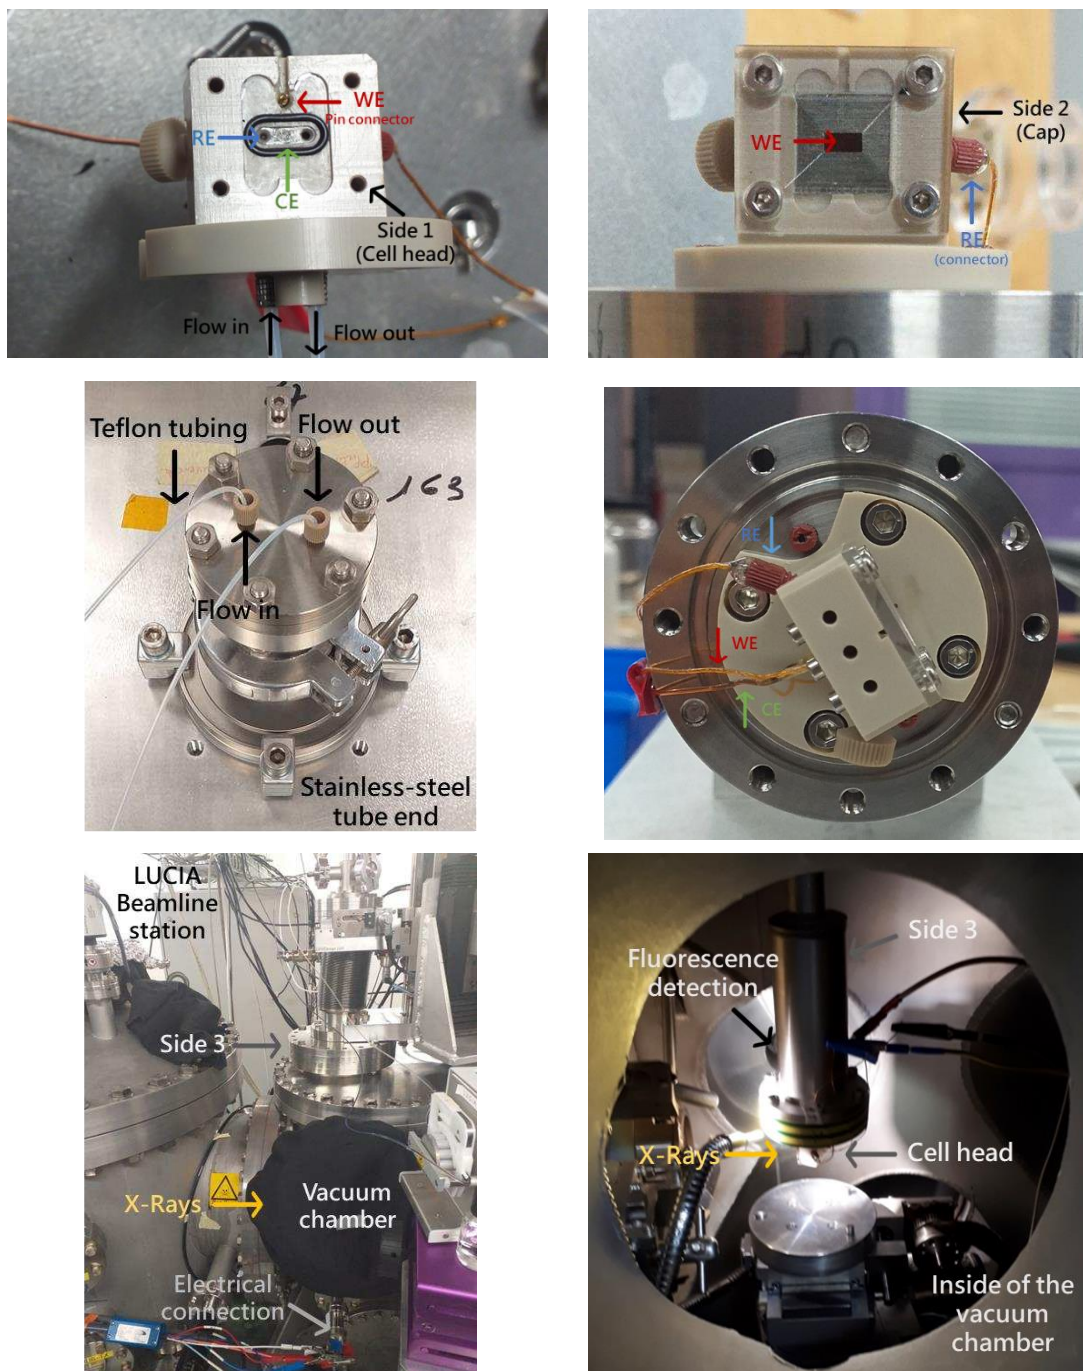 WE
Pin connector
RE
CE
Side 1
(Cell head)
Flow in
Flow out
Side 2
(Cap)
WE
RE
(connector)
Teflon tubing
Flow out
163
Flow in
Stainless-steel
tube end
RE
WE
CE
LUCIA
Beamline
station
Side 3
X-Rays
Vacuum
chamber
Electrical
connection
Side 3
Fluorescence
detection
X-Rays
Cell head
Inside of the
vacuum
chamber